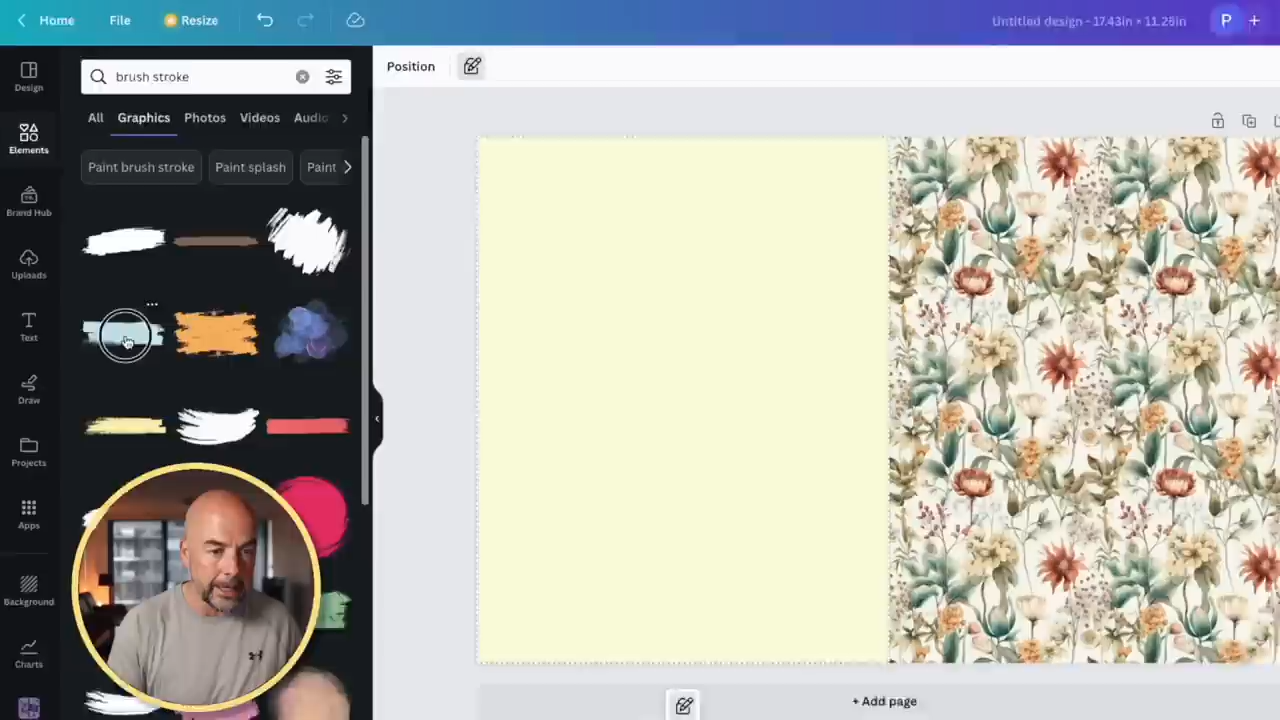 Home File Resize Untitled design - 17.43in × 11.25in P +
brush stroke
Position
Design
All Graphics Photos Videos Audio
Elements
Paint brush stroke Paint splash Paint
Brand Hub
Uploads
Text
Draw
Projects
Apps
Background
Charts
+ Add page